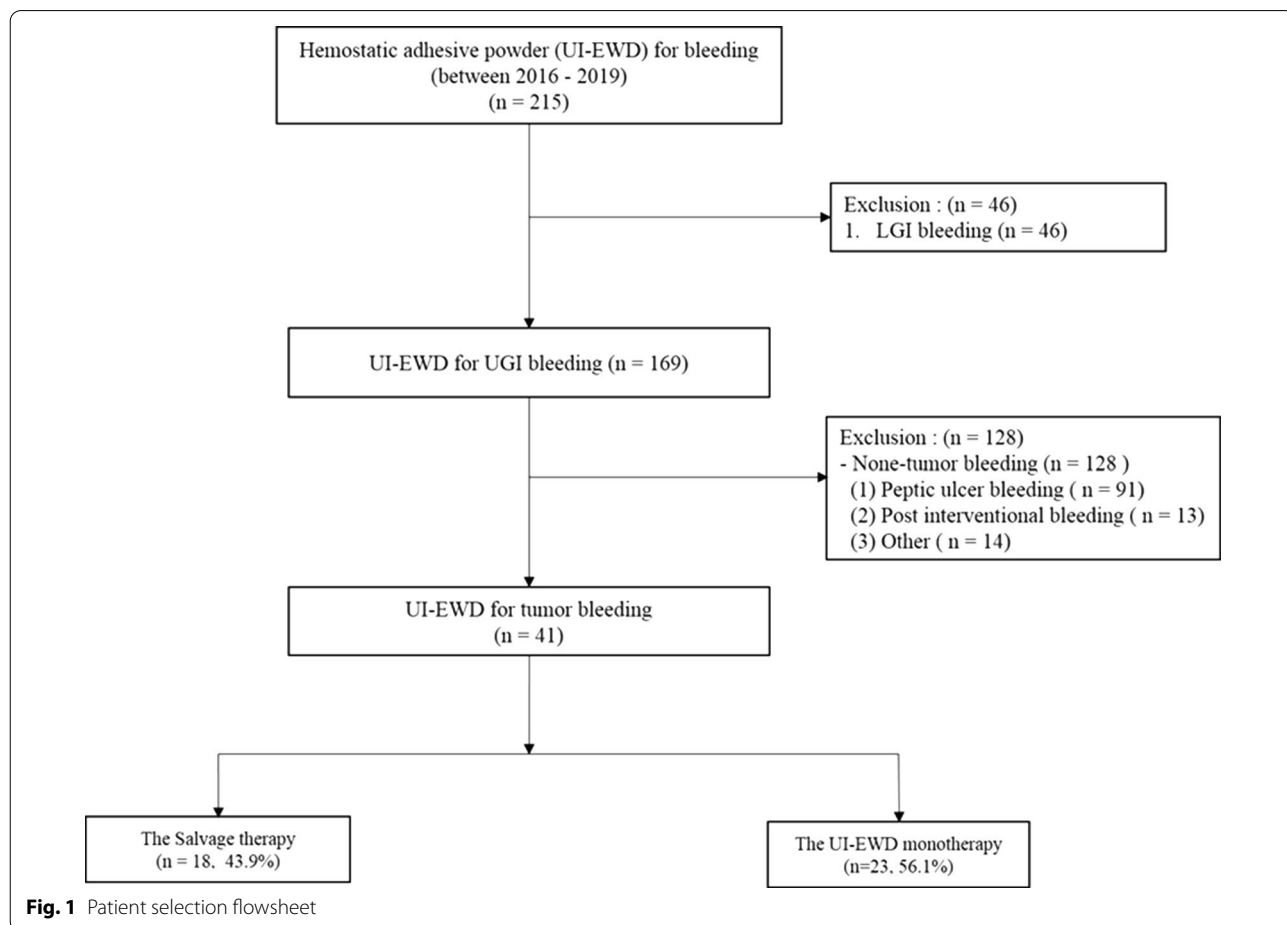 Hemostatic adhesive powder (UI-EWD) for bleeding
(between 2016 - 2019)
(n = 215)
Exclusion : (n = 46)
1. LGI bleeding (n = 46)
UI-EWD for UGI bleeding (n = 169)
Exclusion : (n = 128)
- None-tumor bleeding (n = 128 )
(1) Peptic ulcer bleeding ( n = 91)
(2) Post interventional bleeding ( n = 13)
(3) Other ( n = 14)
UI-EWD for tumor bleeding
(n = 41)
The Salvage therapy
(n = 18, 43.9%)
The UI-EWD monotherapy
(n=23, 56.1%)
Fig. 1 Patient selection flowsheet